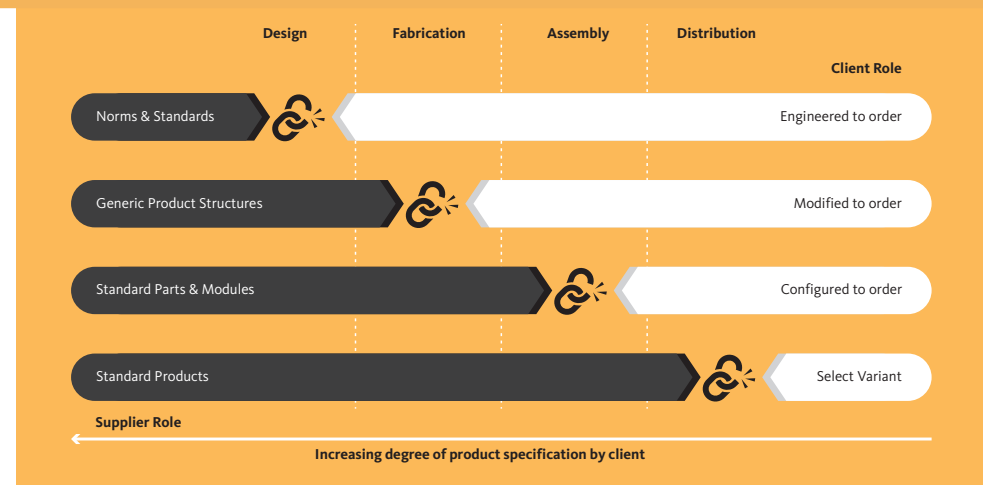 Design
Fabrication
Assembly
Distribution
Client Role
Norms & Standards
Engineered to order
Generic Product Structures
Modified to order
Standard Parts & Modules
Configured to order
Standard Products
Select Variant
Supplier Role
Increasing degree of product specification by client